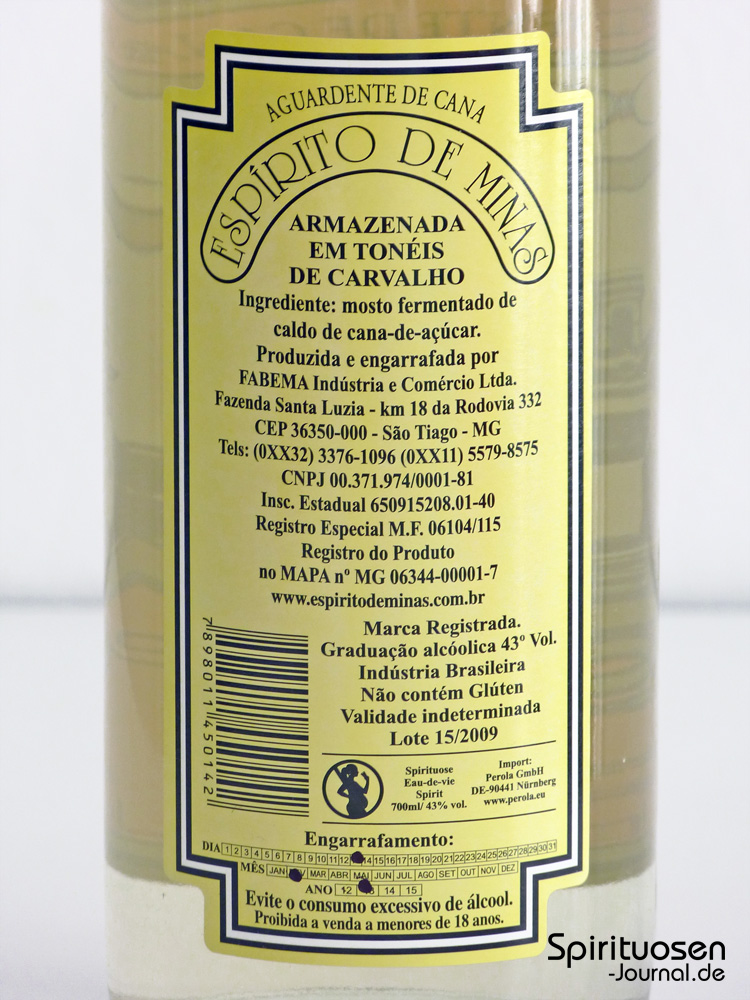 AGUARDENTE DE CANA
ESPÍRITO DE MINAS
ARMAZENADA
EM TONÉIS
DE CARVALHO
Ingrediente: mosto fermentado de
caldo de cana-de-açúcar.
Produzida e engarrafada por
FABEMA Indústria e Comércio Ltda.
Fazenda Santa Luzia - km 18 da Rodovia 332
CEP 36350-000 - São Tiago - MG
Tels: (0XX32) 3376-1096 (0XX11) 5579-8575
CNPJ 00.371.974/0001-81
Insc. Estadual 650915208.01-40
Registro Especial M.F. 06104/115
Registro do Produto
no MAPA nº MG 06344-00001-7
www.espiritodeminas.com.br
Marca Registrada.
Graduação alcóolica 43º Vol.
Indústria Brasileira
Não contém Glúten
Validade indeterminada
Lote 15/2009
7898011450142
Spirituose
Eau-de-vie
Spirit
700ml/ 43% vol.
Import:
Perola GmbH
DE-90441 Nürnberg
www.perola.eu
Engarrafamento:
DIA 1 2 3 4 5 6 7 8 9 10 11 12 14 15 16 17 18 19 20 21 22 23 24 25 26 27 28 29 30 31
MÊS JAN MAR ABR MAI JUN JUL AGO SET OUT NOV DEZ
ANO 12 14 15
Evite o consumo excessivo de álcool.
Proibida a venda a menores de 18 anos.
Spirituosen
-Journal.de